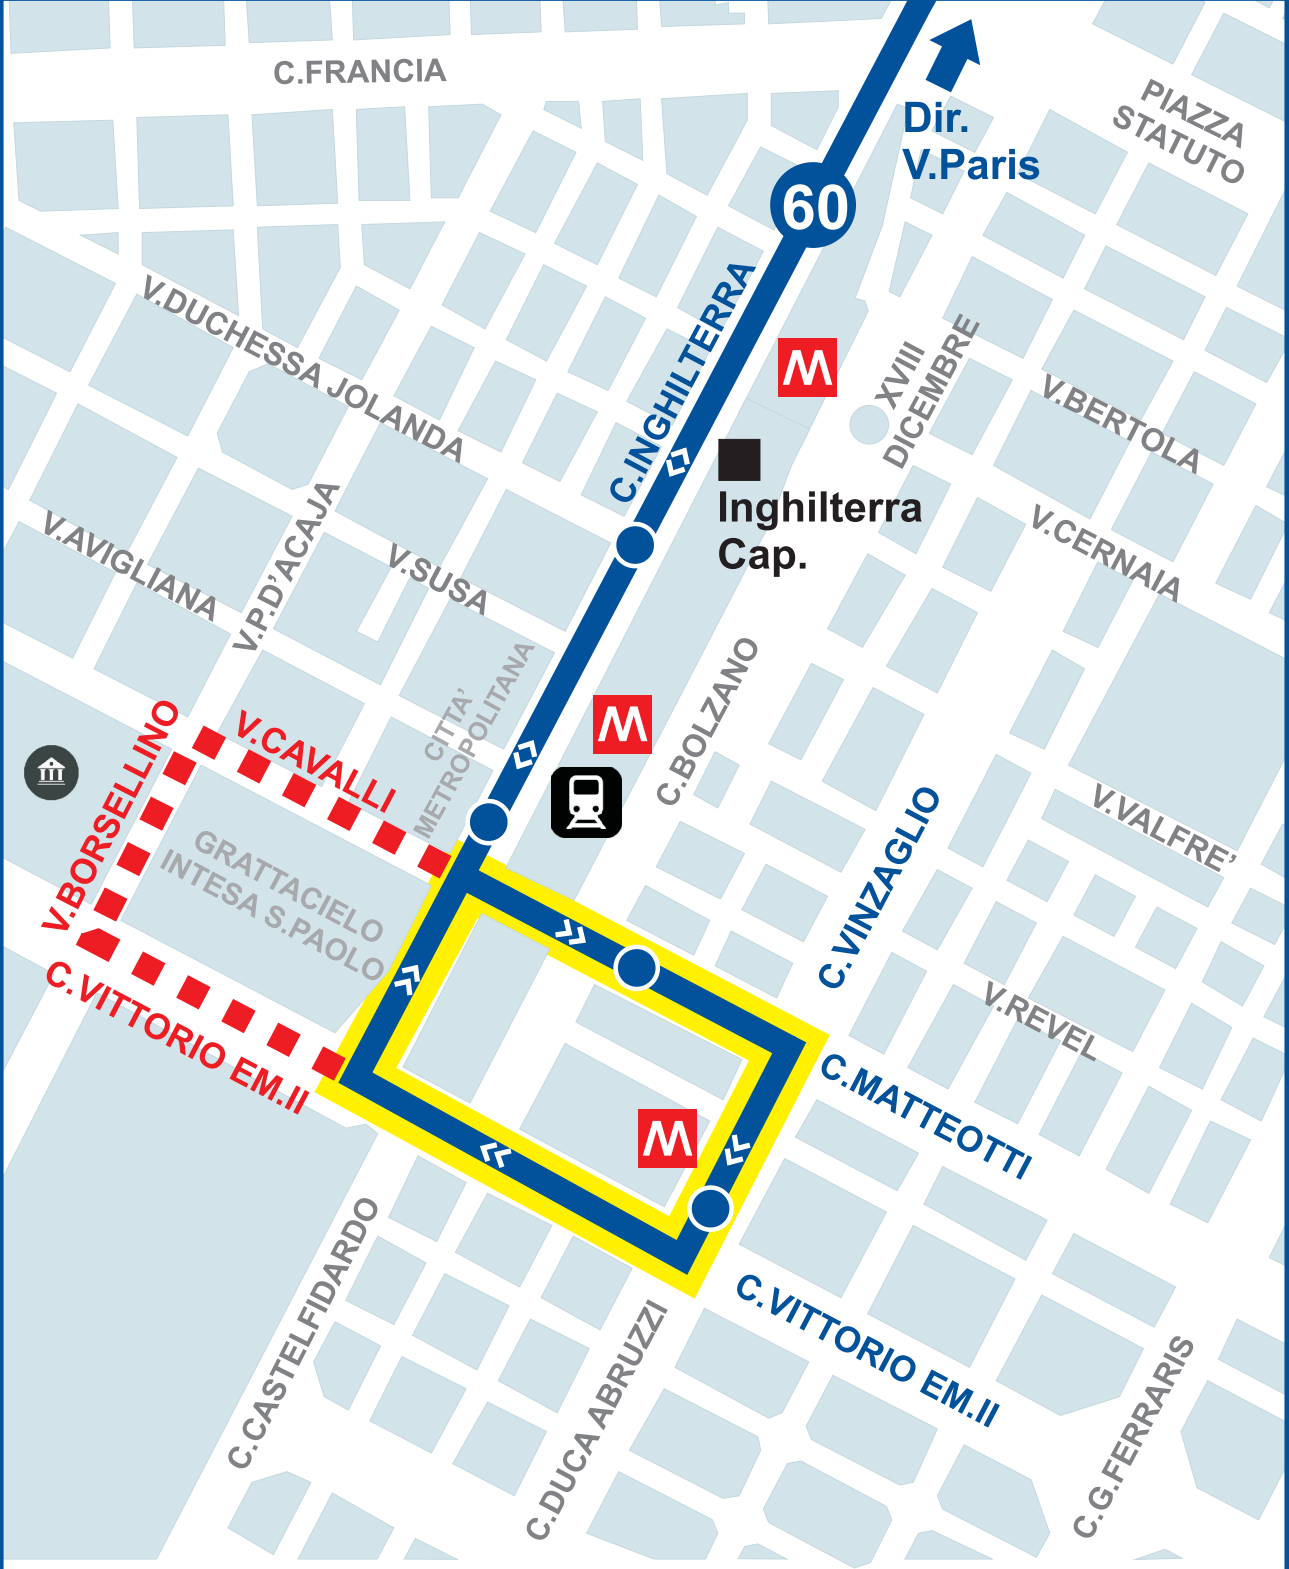 C.FRANCIA
Dir.
V.Paris
PIAZZA
STATUTO
60
V.DUCHESSA JOLANDA
C.INGHILTERRA
M
XVIII
DICEMBRE
V.BERTOLA
Inghilterra
Cap.
V.AVIGLIANA
V.P.D'ACAJA
V.SUSA
V.CERNAIA
CITTA'
METROPOLITANA
M
C.BOLZANO
V.BORSELLINO
V.CAVALLI
GRATTACIELO
INTESA S.PAOLO
C.VINZAGLIO
V.VALFRE'
C.VITTORIO EM.II
V.REVEL
C.MATTEOTTI
M
C.CASTELFIDARDO
C.DUCA ABRUZZI
C.VITTORIO EM.II
C.G.FERRARIS